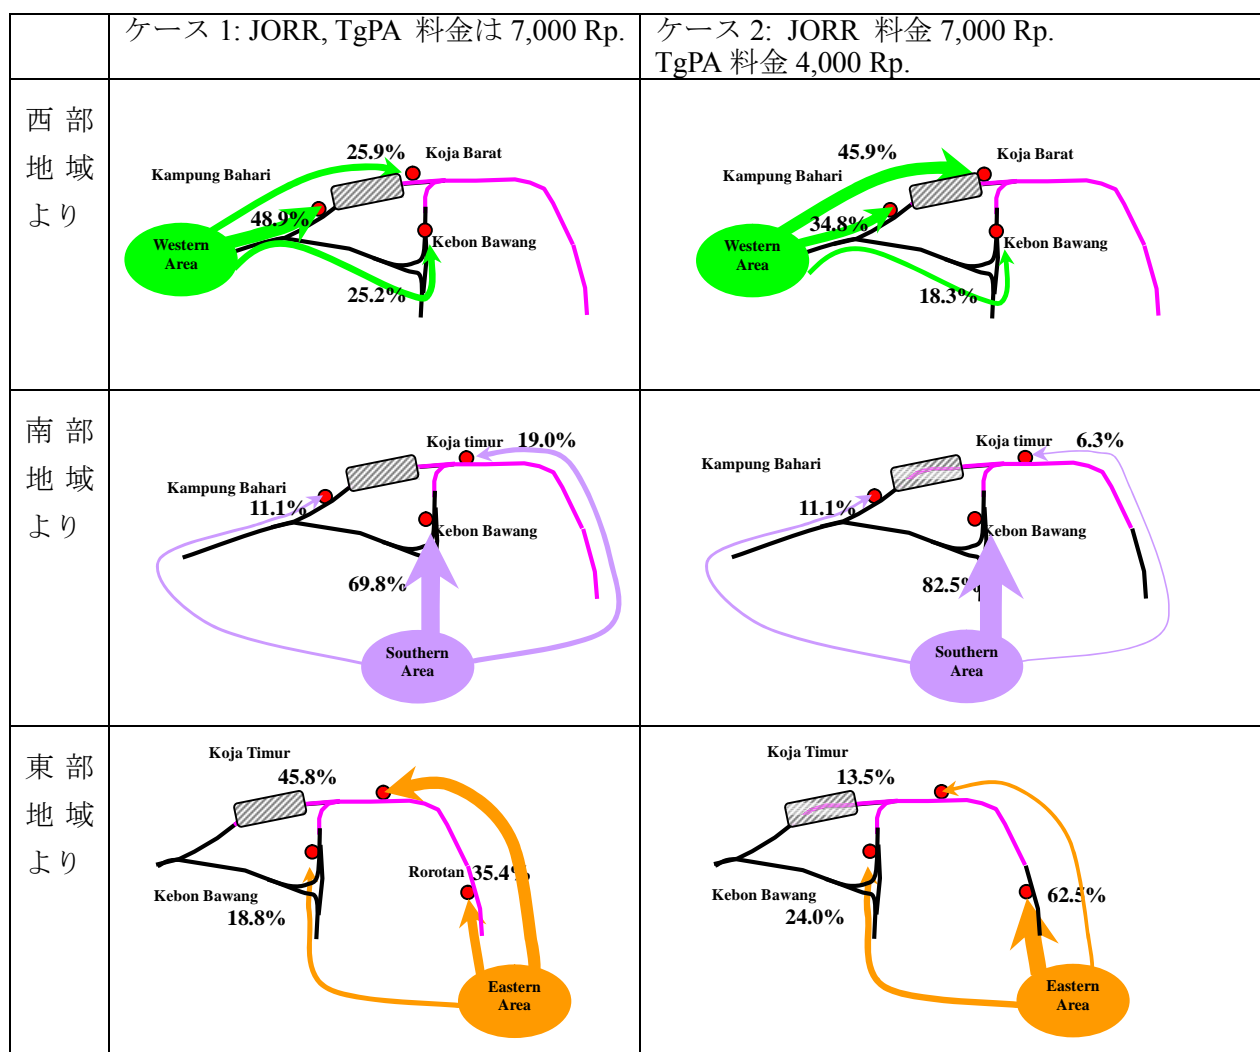 ケース 1: JORR, TgPA 料金は 7,000 Rp.
ケース 2: JORR 料金 7,000 Rp.
TgPA 料金 4,000 Rp.
西 部
地 域
より
25.9%
Koja Barat
Kampung Bahari
48.9%
Western
Area
Kebon Bawang
25.2%
45.9%
Koja Barat
Kampung Bahari
34.8%
Western
Area
Kebon Bawang
18.3%
南 部
地 域
より
Koja timur
19.0%
Kampung Bahari
11.1%
Kebon Bawang
69.8%
Southern
Area
Koja timur
6.3%
Kampung Bahari
11.1%
Kebon Bawang
82.5%
Southern
Area
東 部
地 域
より
Koja Timur
45.8%
Rorotan
35.4%
Kebon Bawang
18.8%
Eastern
Area
Koja Timur
13.5%
Kebon Bawang
62.5%
24.0%
Eastern
Area